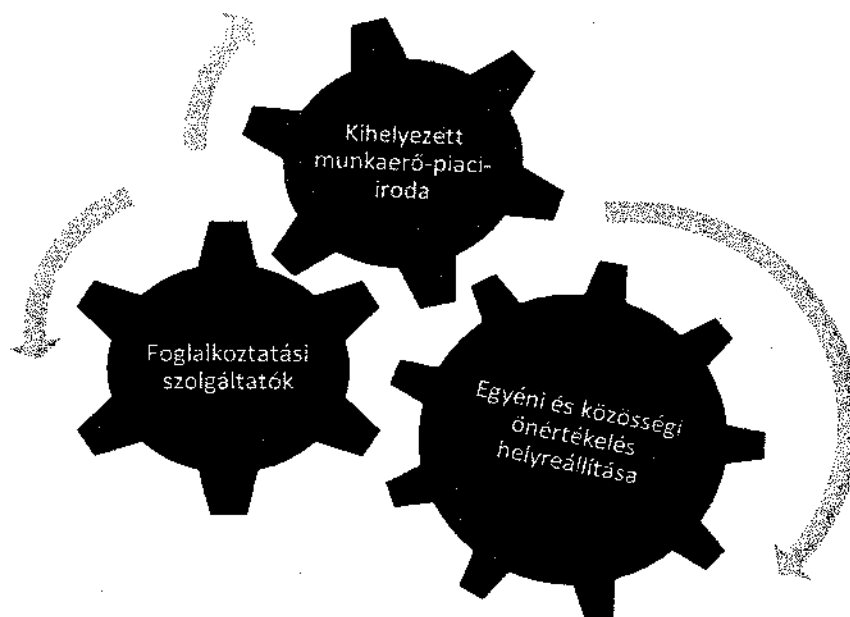 Kihelyezett
munkaerő-piaci-
iroda
Foglalkoztatási
szolgáltatók
Egyéni és közösségi
önértékelés
helyreállítása